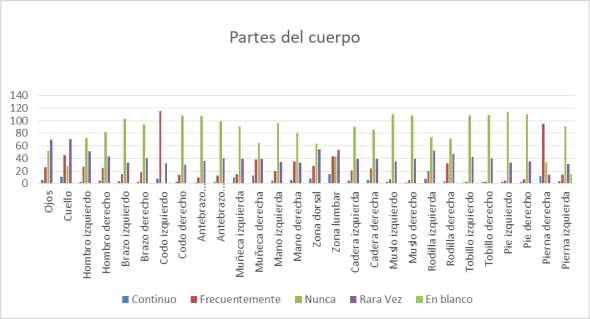 Partes del cuerpo
140
120
100
80
60
40
20
0
Ojos
Cuello
Hombro izquierdo
Hombro derecho
Brazo izquierdo
Brazo derecho
Codo izquierdo
Codo derecho
Antebrazo...
Antebrazo...
Muñeca izquierda
Muñeca derecha
Mano izquierda
Mano derecha
Zona dorsal
Zona lumbar
Cadera izquierda
Cadera derecha
Muslo izquierdo
Muslo derecho
Rodilla izquierda
Rodilla derecha
Tobillo izquierdo
Tobillo derecho
Pie izquierdo
Pie derecho
Pierna derecha
Pierna izquierda
Continuo Frecuentemente Nunca Rara Vez En blanco